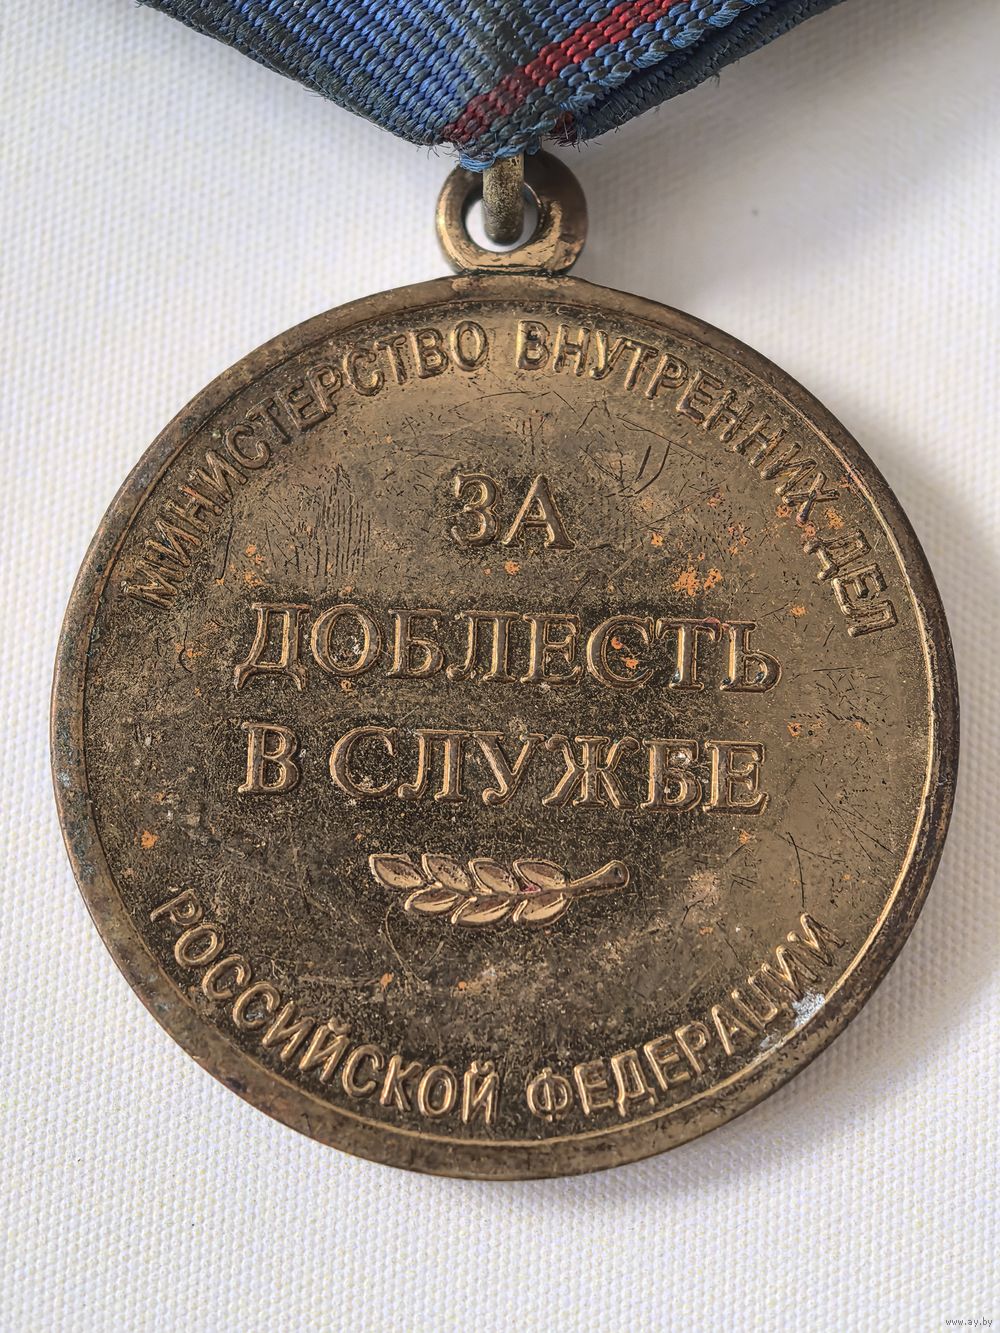 МИНИСТЕРСТВО ВНУТРЕННИХ ДЕЛ
ЗА
ДОБЛЕСТЬ
В СЛУЖБЕ
РОССИЙСКОЙ ФЕДЕРАЦИИ
www.ay.by